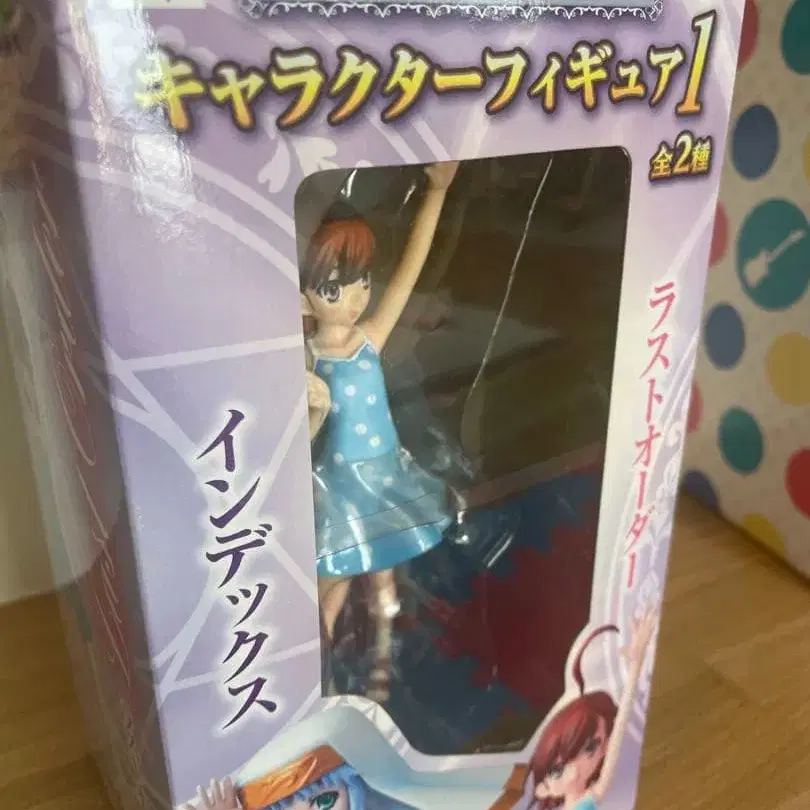 キャラクターフィギュア1
全2種
ラストオーダー
インデックス